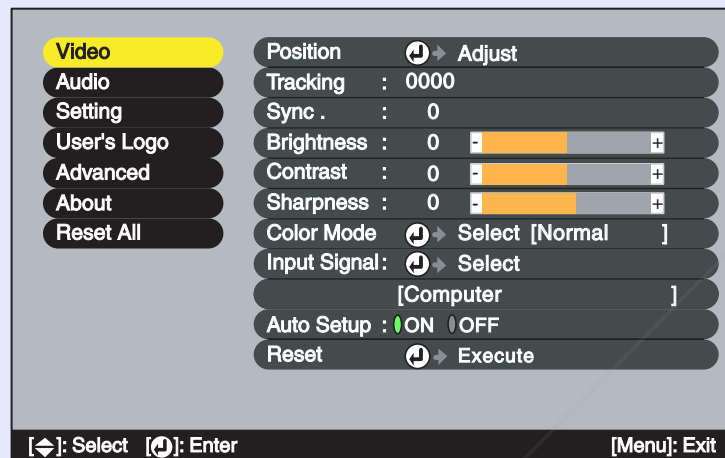 Video
Audio
Setting
User's Logo
Advanced
About
Reset All
Position Adjust
Tracking : 0000
Sync . : 0
Brightness : 0 - +
Contrast : 0 - +
Sharpness : 0 - +
Color Mode Select [Normal ]
Input Signal: Select
[Computer ]
Auto Setup : ON OFF
Reset Execute
[ ]: Select [ ]: Enter [Menu]: Exit